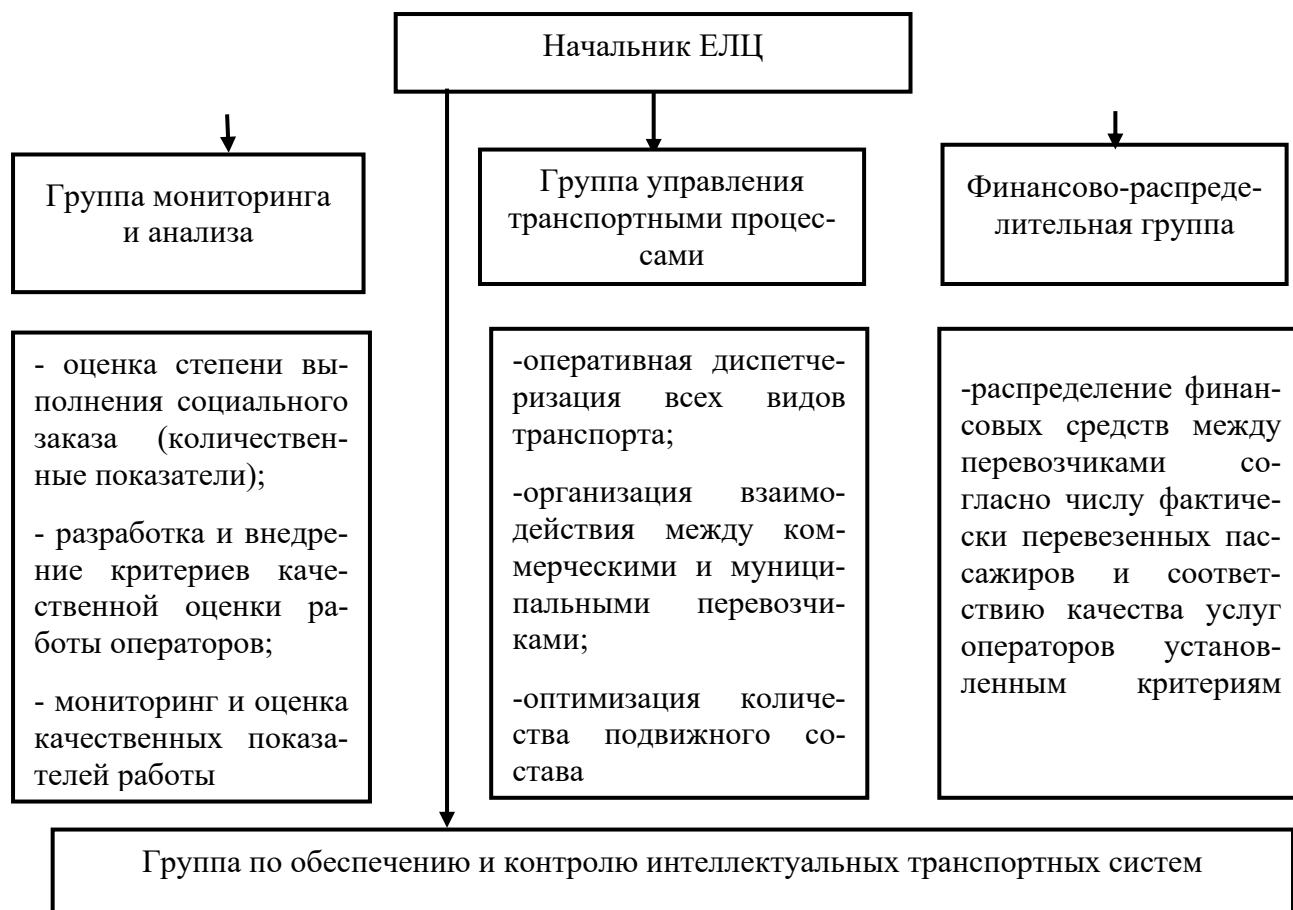 Начальник ЕЛЦ
Группа мониторинга
и анализа
Группа управления
транспортными процес-
сами
Финансово-распреде-
лительная группа
- оценка степени вы-
полнения социального
заказа (количествен-
ные показатели);
- разработка и внедре-
ние критериев каче-
ственной оценки ра-
боты операторов;
- мониторинг и оценка
качественных показа-
телей работы
-оперативная диспетче-
ризация всех видов
транспорта;
-организация взаимо-
действия между ком-
мерческими и муници-
пальными перевозчи-
ками;
-оптимизация количе-
ства подвижного со-
става
-распределение финан-
совых средств между
перевозчиками со-
гласно числу фактиче-
ски перевезенных пас-
сажиров и соответ-
ствию качества услуг
операторов установ-
ленным критериям
Группа по обеспечению и контролю интеллектуальных транспортных систем